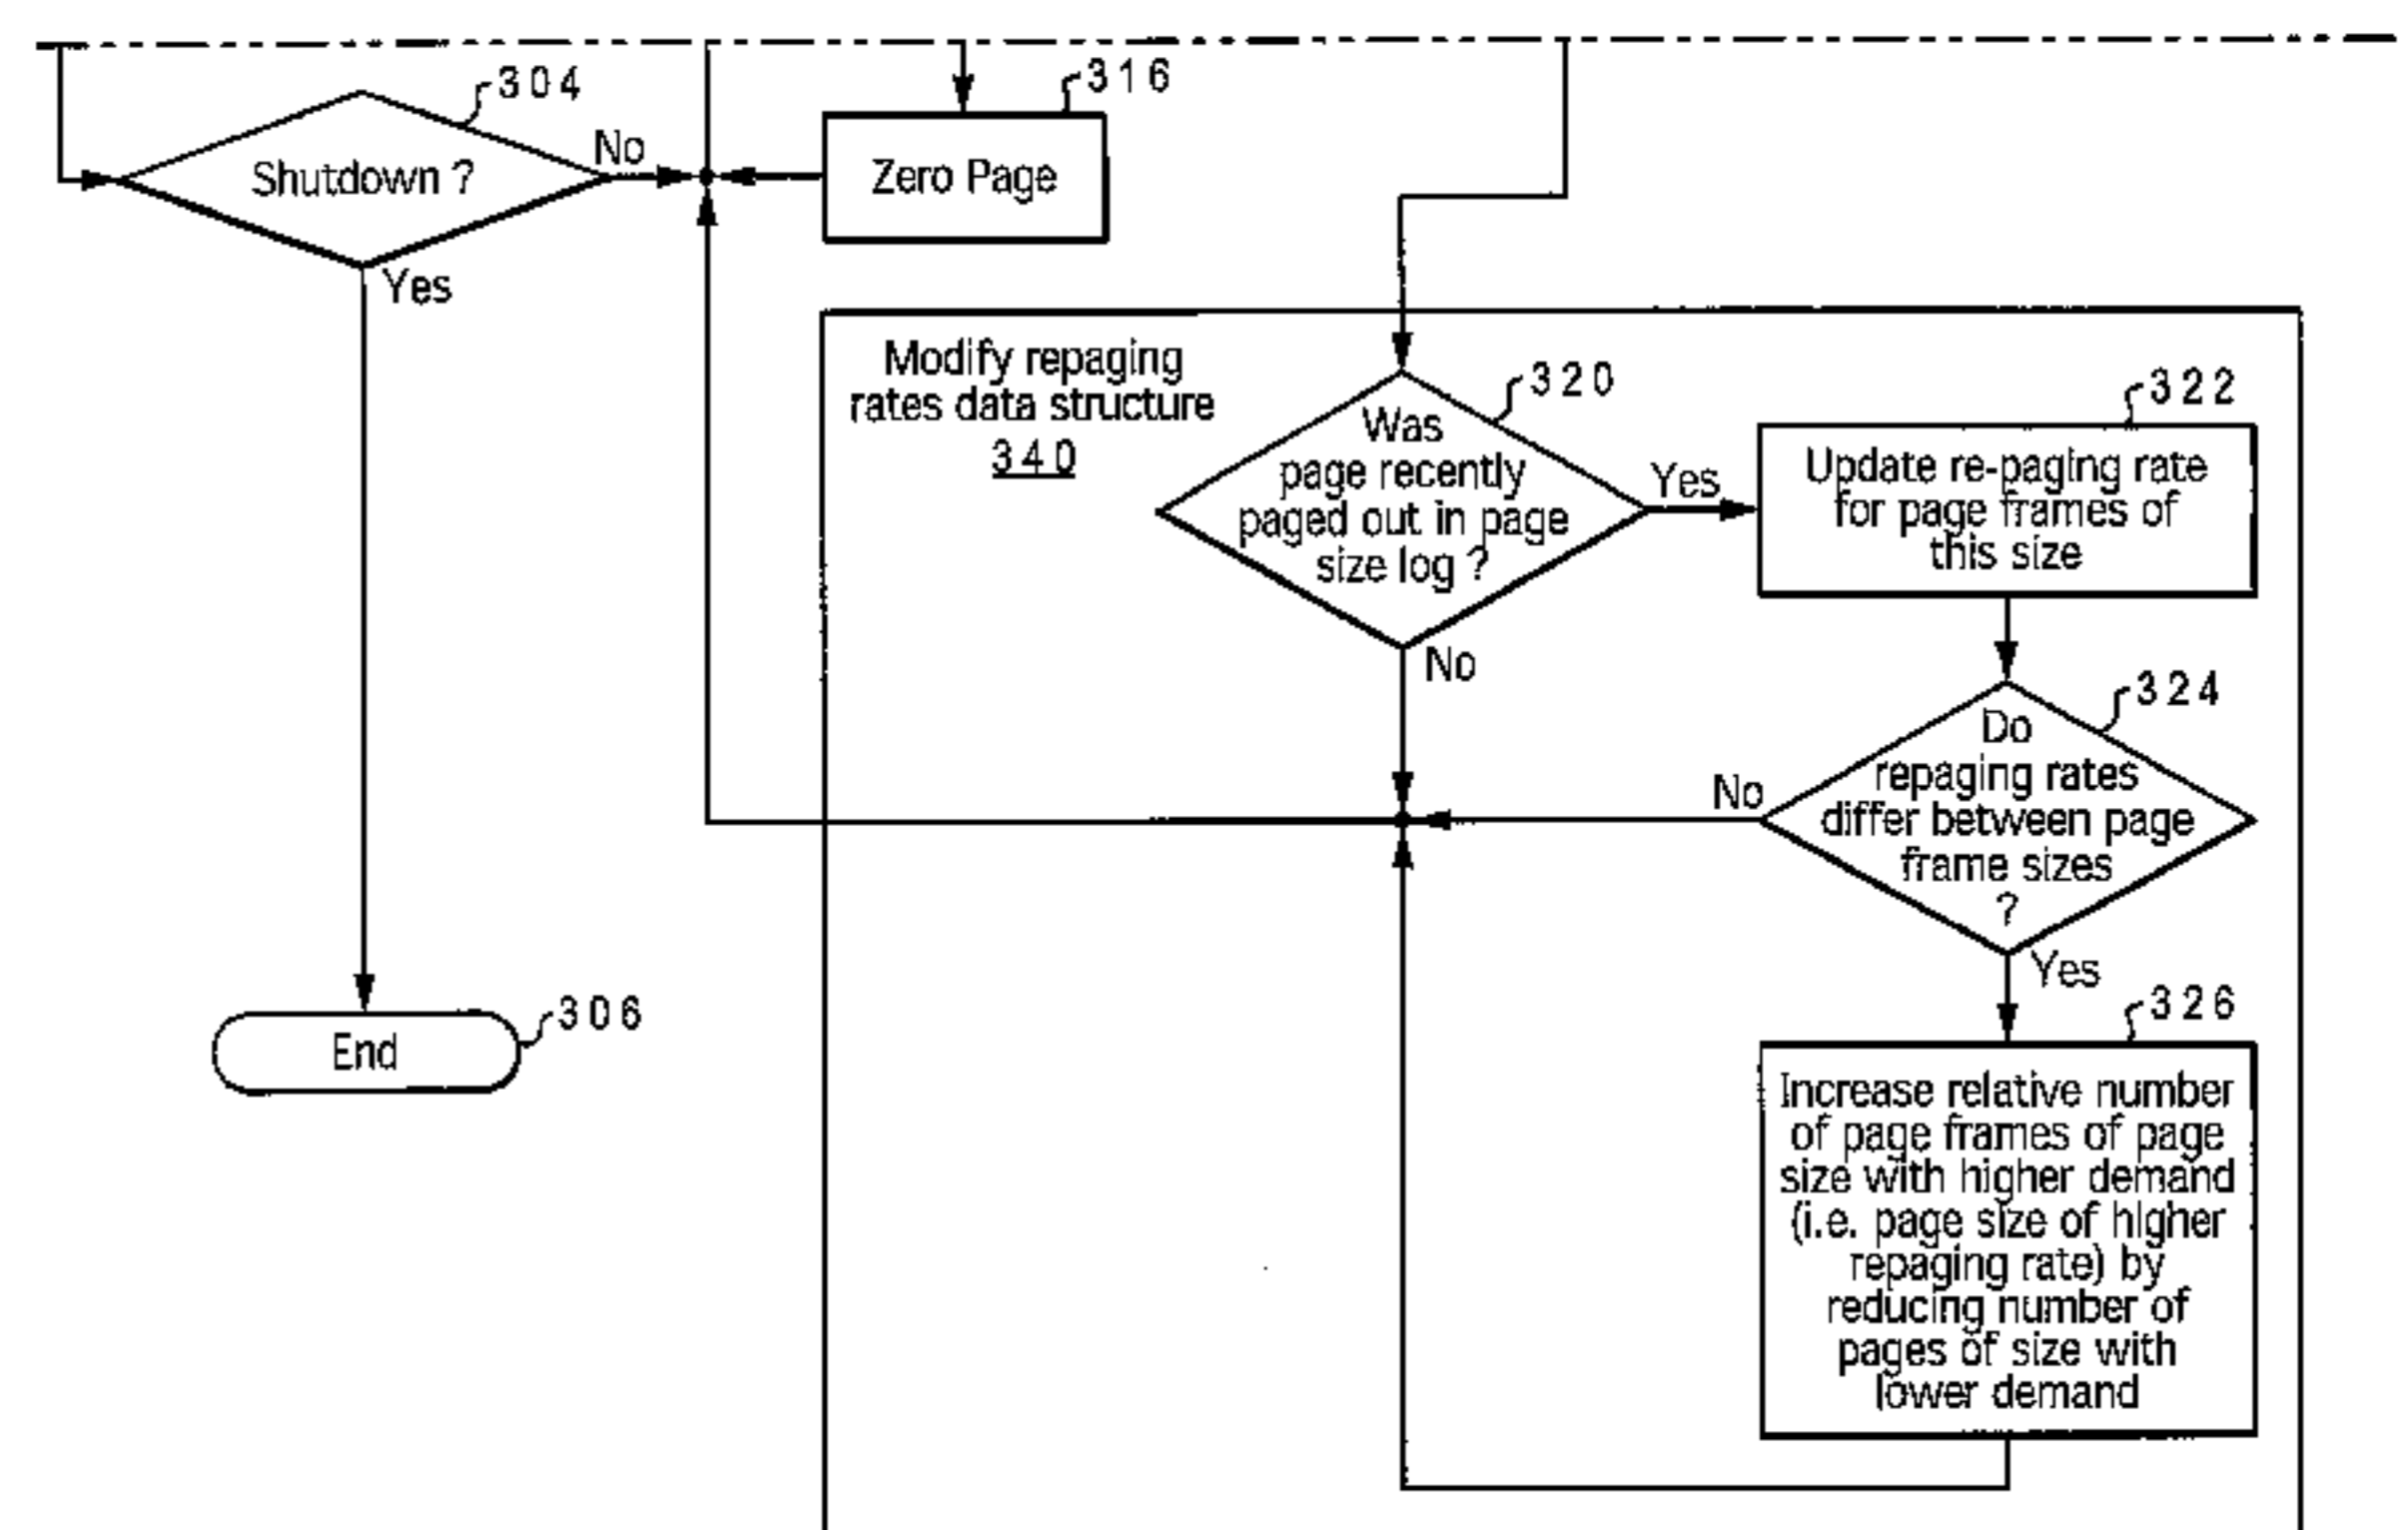 304
Shutdown ?
No
Yes
316
Zero Page
Modify repaging
rates data structure
340
320
Was
page recently
paged out in page
size log ?
Yes
No
322
Update re-paging rate
for page frames of
this size
324
Do
repaging rates
differ between page
frame sizes
?
No
Yes
306
End
326
Increase relative number
of page frames of page
size with higher demand
(i.e. page size of higher
repaging rate) by
reducing number of
pages of size with
lower demand